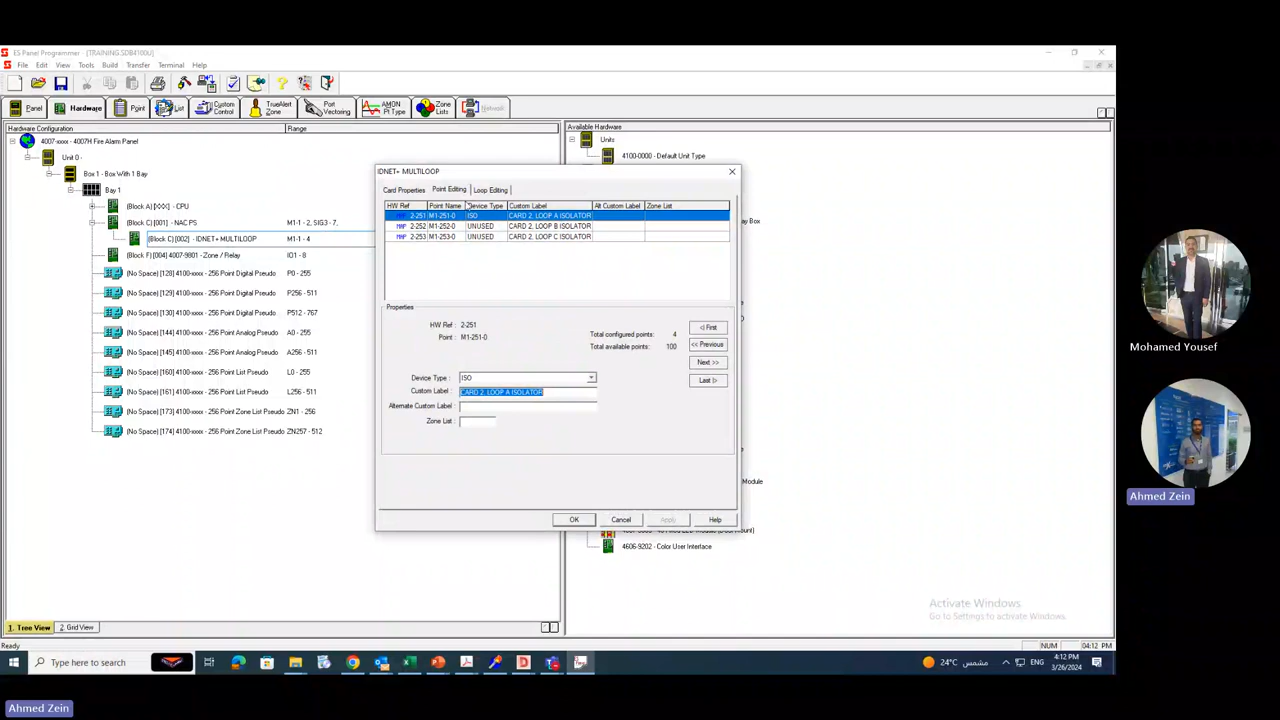 ES Panel Programmer - [TRAINING.SDB4100U]
File Edit View Tools Build Transfer Terminal Help
Panel Hardware Point List Custom Control TrueAlert Zone Port Vectoring AMON Pt Type Zone Lists Network
Hardware Configuration Range
4007-xxxx - 4007H Fire Alarm Panel
Unit 0 -
Box 1 - Box With 1 Bay
Bay 1
(Block A) [XXX] - CPU
(Block C) [001] - NAC PS M1-1 - 2, SIG3 - 7,
(Block C) [002] - IDNET+ MULTILOOP M1-1 - 4
(Block F) [004] 4007-9801 - Zone / Relay IO1 - 8
(No Space) [128] 4100-xxxx - 256 Point Digital Pseudo P0 - 255
(No Space) [129] 4100-xxxx - 256 Point Digital Pseudo P256 - 511
(No Space) [130] 4100-xxxx - 256 Point Digital Pseudo P512 - 767
(No Space) [144] 4100-xxxx - 256 Point Analog Pseudo A0 - 255
(No Space) [145] 4100-xxxx - 256 Point Analog Pseudo A256 - 511
(No Space) [160] 4100-xxxx - 256 Point List Pseudo L0 - 255
(No Space) [161] 4100-xxxx - 256 Point List Pseudo L256 - 511
(No Space) [173] 4100-xxxx - 256 Point Zone List Pseudo ZN1 - 256
(No Space) [174] 4100-xxxx - 256 Point Zone List Pseudo ZN257 - 512
Available Hardware
Units
4100-0000 - Default Unit Type
ay Box
Module
4606-9202 - Color User Interface
IDNET+ MULTILOOP
Card Properties Point Editing Loop Editing
HW Ref Point Name Device Type Custom Label Alt Custom Label Zone List
MAP 2-251 M1-251-0 ISO CARD 2, LOOP A ISOLATOR
MAP 2-252 M1-252-0 UNUSED CARD 2, LOOP B ISOLATOR
MAP 2-253 M1-253-0 UNUSED CARD 2, LOOP C ISOLATOR
Properties
HW Ref : 2-251
Point : M1-251-0
Total configured points: 4
Total available points: 100
<| First
<< Previous
Next >>
Last |>
Device Type : ISO
Custom Label : CARD 2, LOOP A ISOLATOR
Alternate Custom Label :
Zone List :
OK Cancel Apply Help
Activate Windows
Go to Settings to activate Windows.
1. Tree View 2. Grid View
Ready NUM 04:12 PM
Type here to search
24°C مشمس ENG 4:12 PM
3/26/2024
Mohamed Yousef
Ahmed Zein
Ahmed Zein